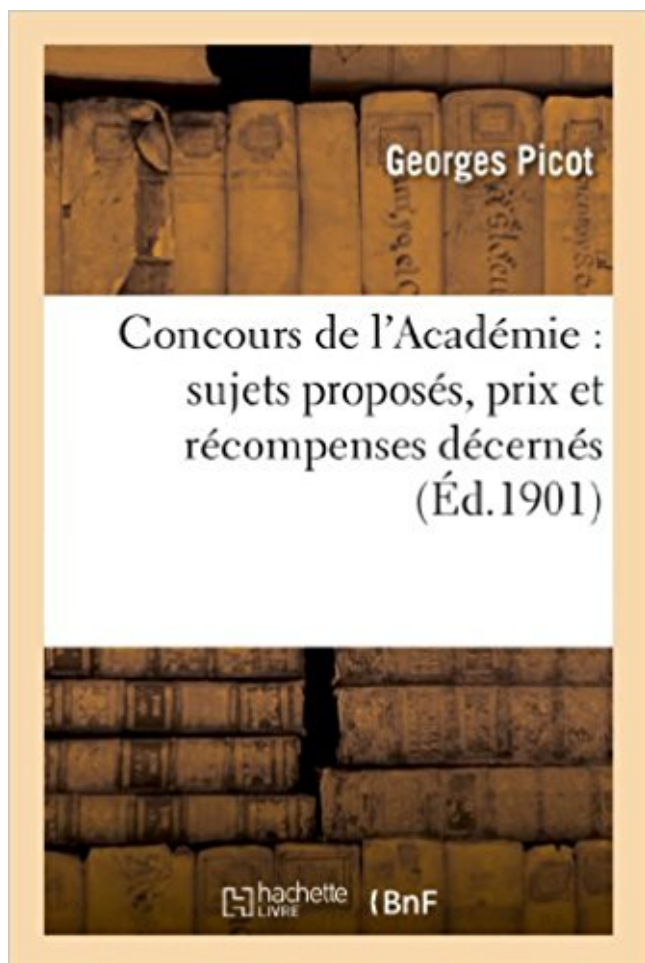 Georges Picot
Concours de l'Académie :
sujets proposés, prix et
récompenses décernés
(Éd.1901)
hachette
LIVRE
(BnF